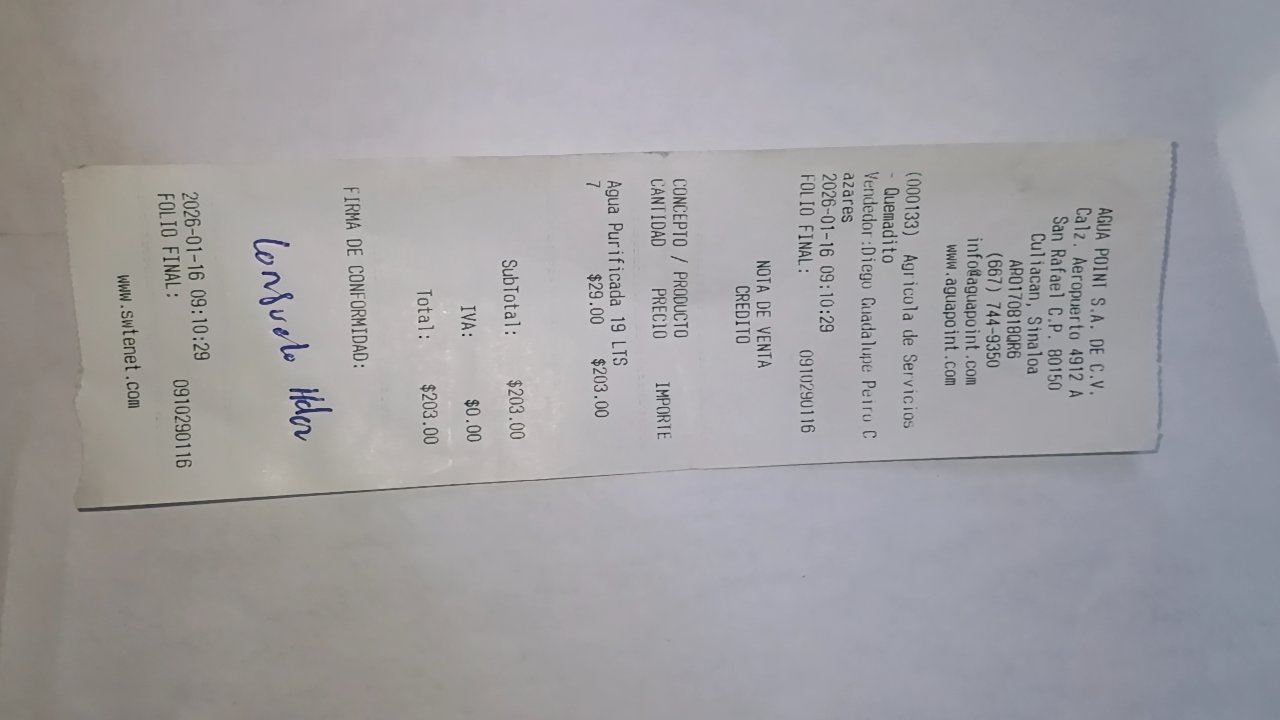 AGUA POINT S.A. DE C.V.
Calz. Aeropuerto 4912 A
San Rafael C.P. 80150
Culiacan, Sinaloa
APO170818QR6
(667) 744-9350
info@aguapoint.com
www.aguapoint.com
(000133) Agricola de Servicios
- Quemadito
Vendedor:Diego Guadalupe Peiro C
azares
2026-01-16 09:10:29
FOLIO FINAL: 0910290116
NOTA DE VENTA
CREDITO
CONCEPTO / PRODUCTO
CANTIDAD PRECIO IMPORTE
Agua Purificada 19 LTS
7 $29.00 $203.00
SubTotal: $203.00
IVA: $0.00
Total: $203.00
FIRMA DE CONFORMIDAD:
Consuelo
2026-01-16 09:10:29
FOLIO FINAL: 0910290116
www.swtenet.com